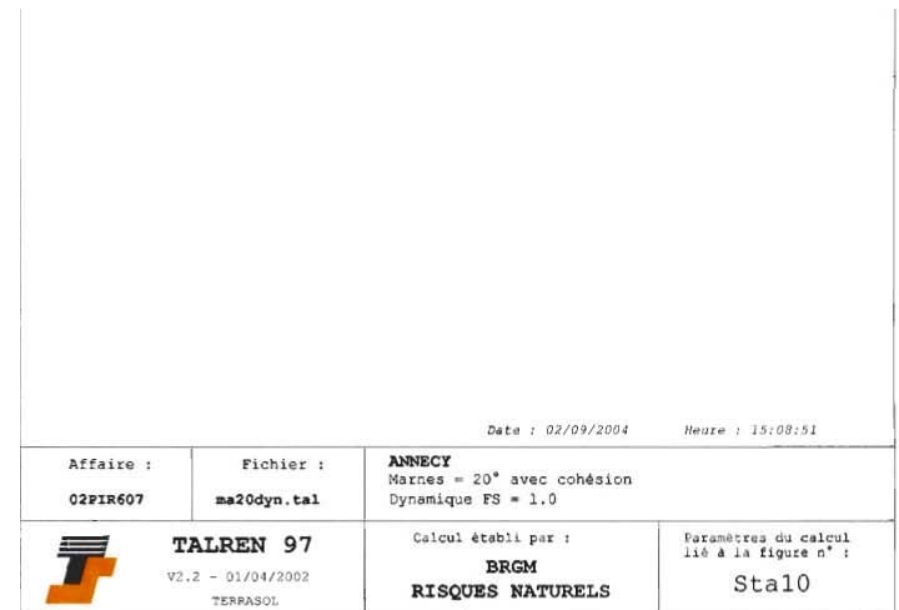 Date : 02/09/2004 Heure : 15:08:51
Affaire :
02PIR607
Fichier :
ma20dyn.tal
ANNECY
Marnes = 20° avec cohésion
Dynamique FS = 1.0
TALREN 97
V2.2 - 01/04/2002
TERRASOL
Calcul établi par :
BRGM
RISQUES NATURELS
Paramètres du calcul
lié à la figure n° :
Sta10